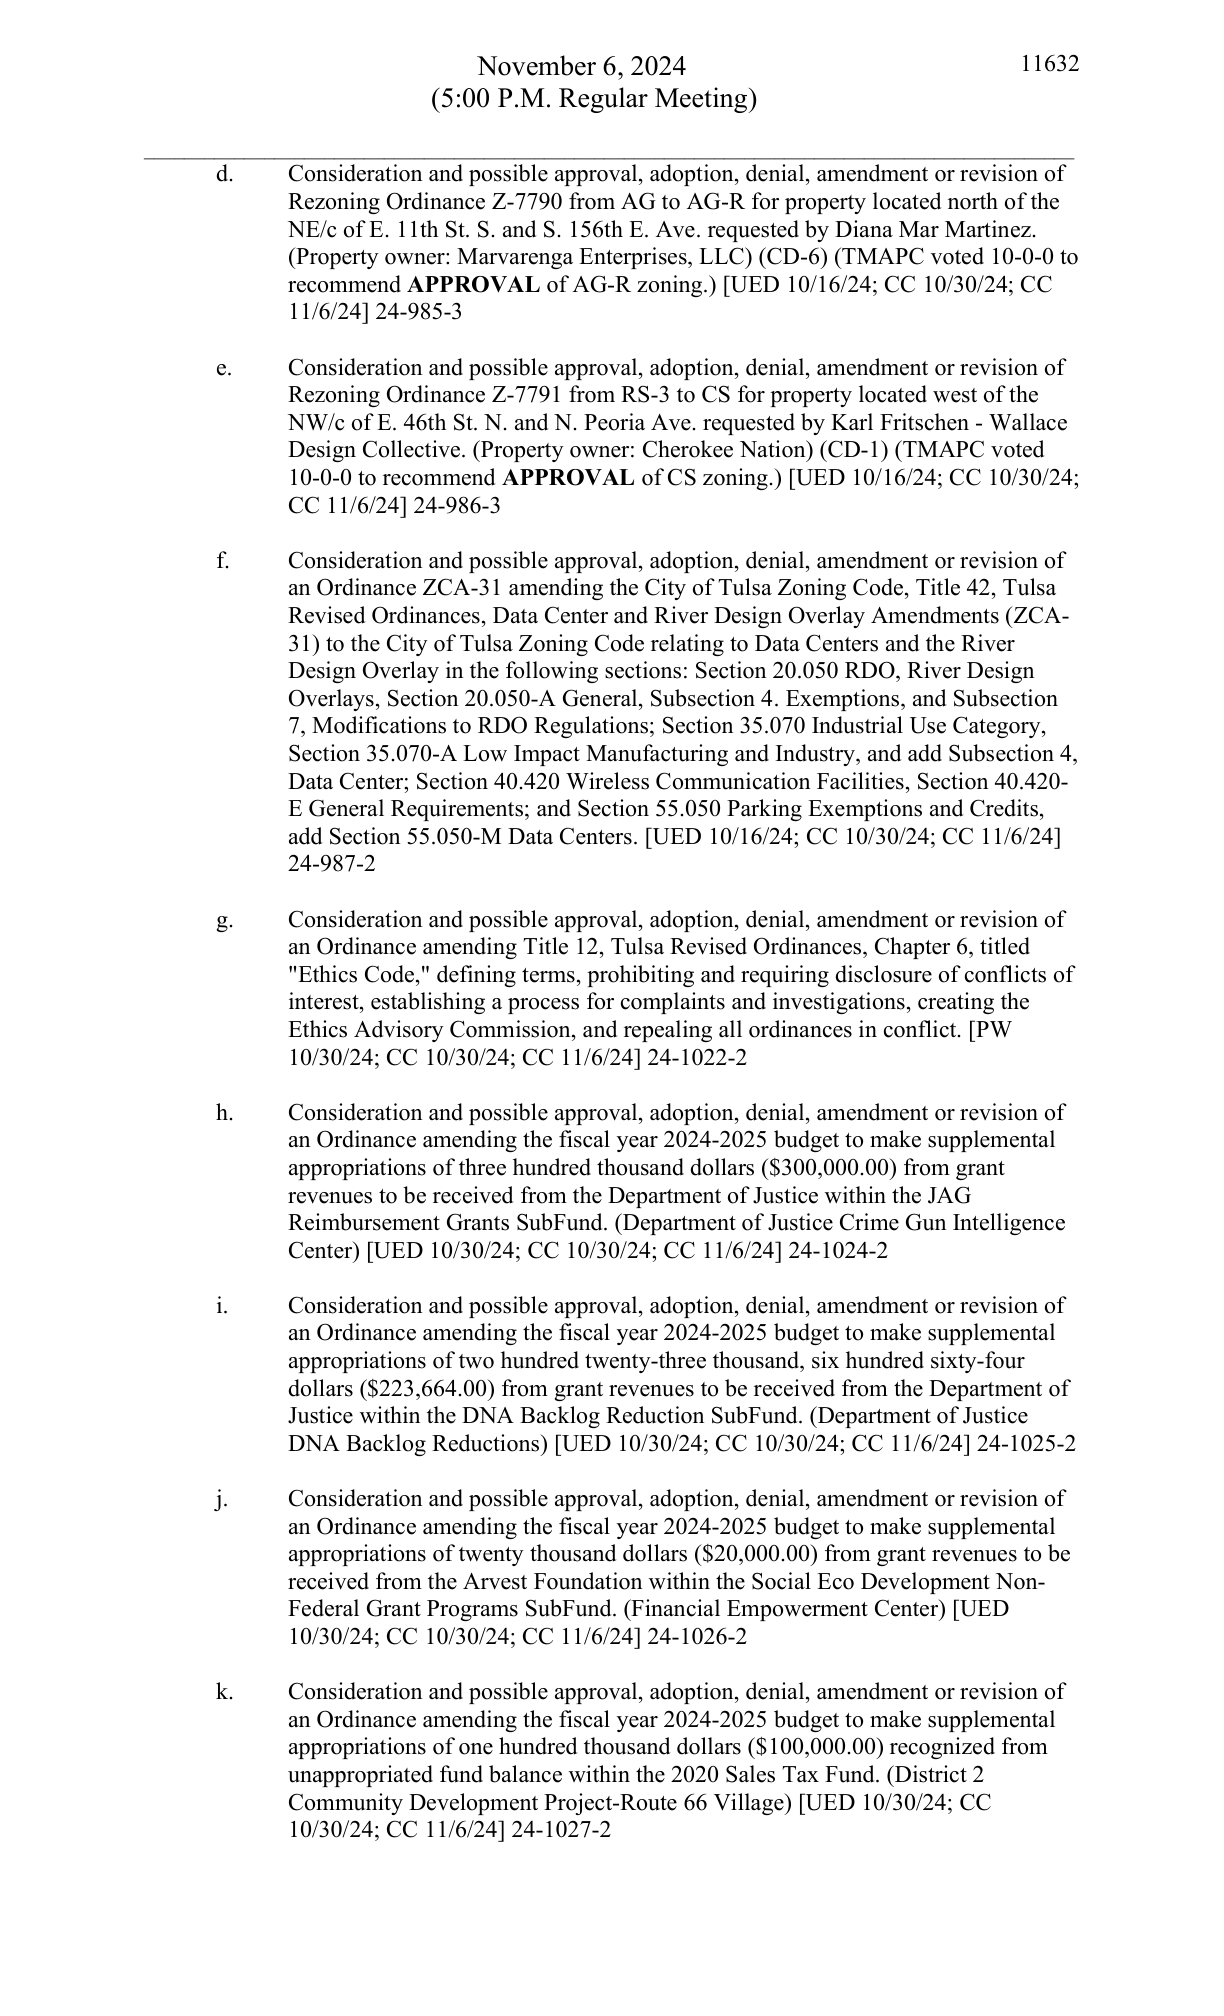 November 6, 2024
11632
(5:00 P.M. Regular Meeting)
d. Consideration and possible approval, adoption, denial, amendment or revision of
Rezoning Ordinance Z-7790 from AG to AG-R for property located north of the
NE/c of E. 11th St. S. and S. 156th E. Ave. requested by Diana Mar Martinez.
(Property owner: Marvarenga Enterprises, LLC) (CD-6) (TMAPC voted 10-0-0 to
recommend APPROVAL of AG-R zoning.) [UED 10/16/24; CC 10/30/24; CC
11/6/24] 24-985-3
e. Consideration and possible approval, adoption, denial, amendment or revision of
Rezoning Ordinance Z-7791 from RS-3 to CS for property located west of the
NW/c of E. 46th St. N. and N. Peoria Ave. requested by Karl Fritschen - Wallace
Design Collective. (Property owner: Cherokee Nation) (CD-1) (TMAPC voted
10-0-0 to recommend APPROVAL of CS zoning.) [UED 10/16/24; CC 10/30/24;
CC 11/6/24] 24-986-3
f. Consideration and possible approval, adoption, denial, amendment or revision of
an Ordinance ZCA-31 amending the City of Tulsa Zoning Code, Title 42, Tulsa
Revised Ordinances, Data Center and River Design Overlay Amendments (ZCA-
31) to the City of Tulsa Zoning Code relating to Data Centers and the River
Design Overlay in the following sections: Section 20.050 RDO, River Design
Overlays, Section 20.050-A General, Subsection 4. Exemptions, and Subsection
7, Modifications to RDO Regulations; Section 35.070 Industrial Use Category,
Section 35.070-A Low Impact Manufacturing and Industry, and add Subsection 4,
Data Center; Section 40.420 Wireless Communication Facilities, Section 40.420-
E General Requirements; and Section 55.050 Parking Exemptions and Credits,
add Section 55.050-M Data Centers. [UED 10/16/24; CC 10/30/24; CC 11/6/24]
24-987-2
g. Consideration and possible approval, adoption, denial, amendment or revision of
an Ordinance amending Title 12, Tulsa Revised Ordinances, Chapter 6, titled
"Ethics Code," defining terms, prohibiting and requiring disclosure of conflicts of
interest, establishing a process for complaints and investigations, creating the
Ethics Advisory Commission, and repealing all ordinances in conflict. [PW
10/30/24; CC 10/30/24; CC 11/6/24] 24-1022-2
h. Consideration and possible approval, adoption, denial, amendment or revision of
an Ordinance amending the fiscal year 2024-2025 budget to make supplemental
appropriations of three hundred thousand dollars ($300,000.00) from grant
revenues to be received from the Department of Justice within the JAG
Reimbursement Grants SubFund. (Department of Justice Crime Gun Intelligence
Center) [UED 10/30/24; CC 10/30/24; CC 11/6/24] 24-1024-2
i. Consideration and possible approval, adoption, denial, amendment or revision of
an Ordinance amending the fiscal year 2024-2025 budget to make supplemental
appropriations of two hundred twenty-three thousand, six hundred sixty-four
dollars ($223,664.00) from grant revenues to be received from the Department of
Justice within the DNA Backlog Reduction SubFund. (Department of Justice
DNA Backlog Reductions) [UED 10/30/24; CC 10/30/24; CC 11/6/24] 24-1025-2
j. Consideration and possible approval, adoption, denial, amendment or revision of
an Ordinance amending the fiscal year 2024-2025 budget to make supplemental
appropriations of twenty thousand dollars ($20,000.00) from grant revenues to be
received from the Arvest Foundation within the Social Eco Development Non-
Federal Grant Programs SubFund. (Financial Empowerment Center) [UED
10/30/24; CC 10/30/24; CC 11/6/24] 24-1026-2
k. Consideration and possible approval, adoption, denial, amendment or revision of
an Ordinance amending the fiscal year 2024-2025 budget to make supplemental
appropriations of one hundred thousand dollars ($100,000.00) recognized from
unappropriated fund balance within the 2020 Sales Tax Fund. (District 2
Community Development Project-Route 66 Village) [UED 10/30/24; CC
10/30/24; CC 11/6/24] 24-1027-2